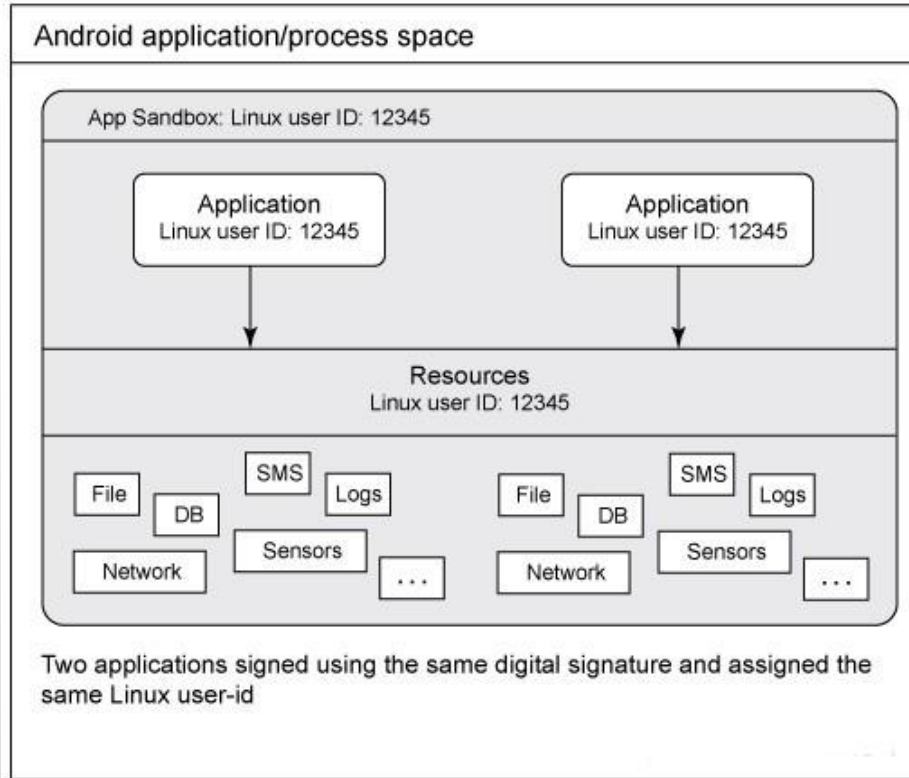 Android application/process space
App Sandbox: Linux user ID: 12345
Application
Linux user ID: 12345
Application
Linux user ID: 12345
Resources
Linux user ID: 12345
File
DB
SMS
Logs
Network
Sensors
...
File
DB
SMS
Logs
Network
Sensors
...
Two applications signed using the same digital signature and assigned the
same Linux user-id